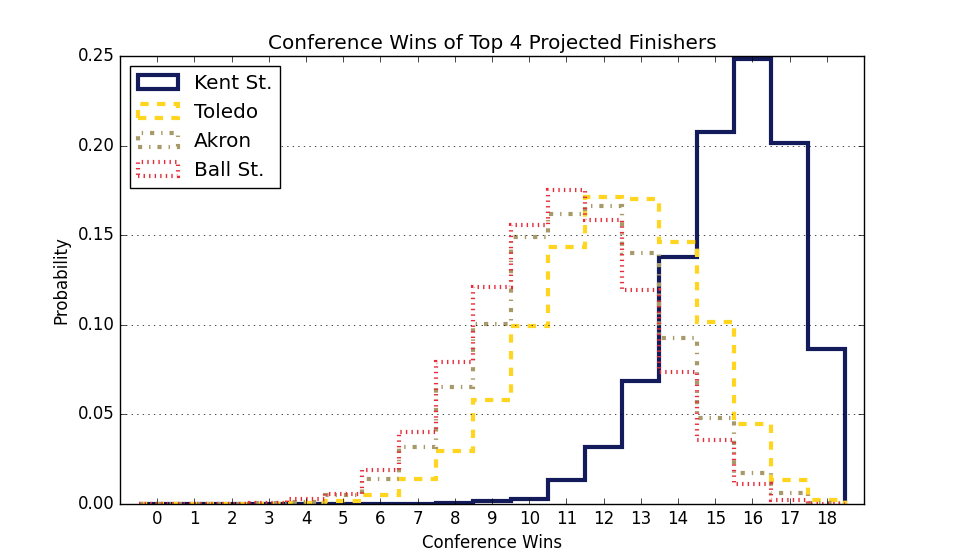 Conference Wins of Top 4 Projected Finishers
Kent St.
Toledo
Akron
Ball St.
Probability
0.25
0.20
0.15
0.10
0.05
0.00
0 1 2 3 4 5 6 7 8 9 10 11 12 13 14 15 16 17 18
Conference Wins